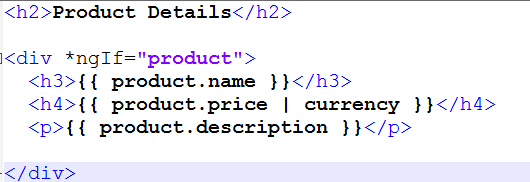 <h2>Product Details</h2>
<div *ngIf="product">
<h3>{{ product.name }}</h3>
<h4>{{ product.price | currency }}</h4>
<p>{{ product.description }}</p>
</div>